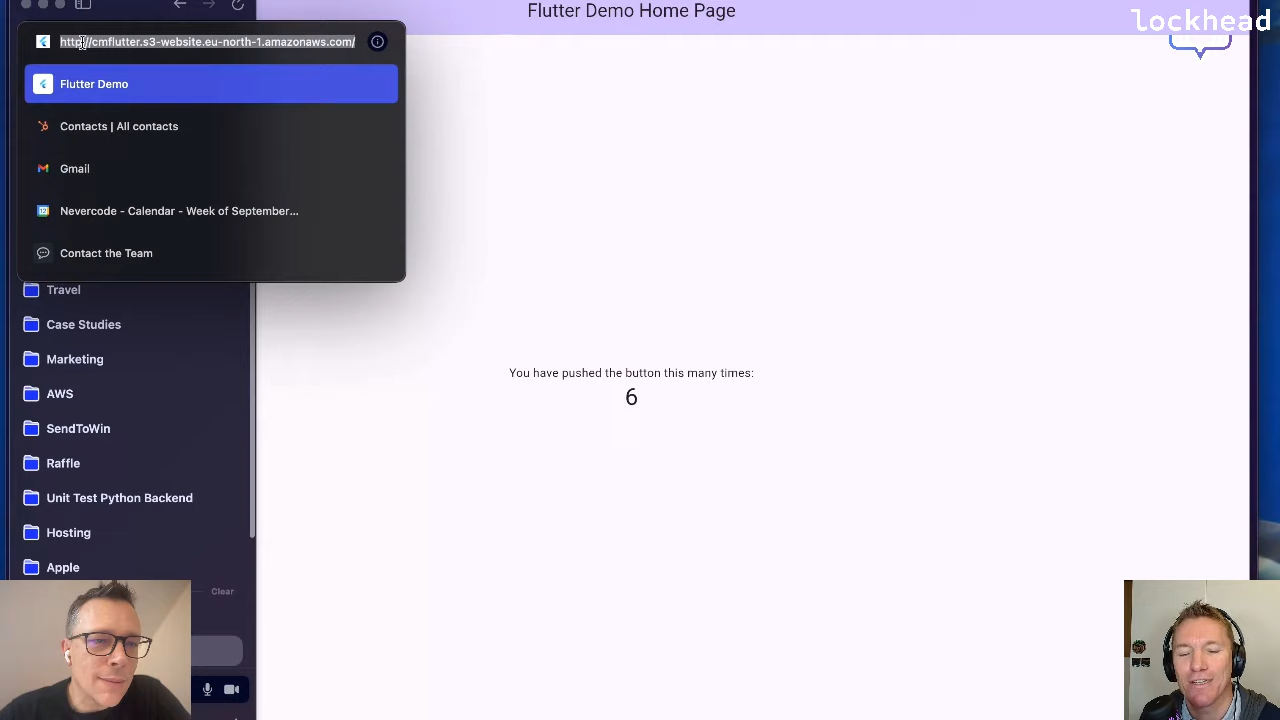 Flutter Demo Home Page
lockhead
http://cmflutter.s3-website.eu-north-1.amazonaws.com/
Flutter Demo
Contacts | All contacts
Gmail
Nevercode - Calendar - Week of September...
Contact the Team
Travel
Case Studies
Marketing
AWS
SendToWin
Raffle
Unit Test Python Backend
Hosting
Apple
Clear
You have pushed the button this many times:
6